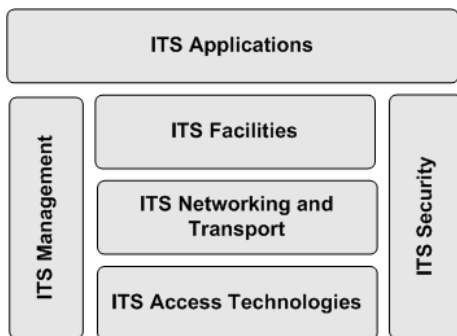 ITS Applications
ITS Management
ITS Facilities
ITS Networking and
Transport
ITS Access Technologies
ITS Security